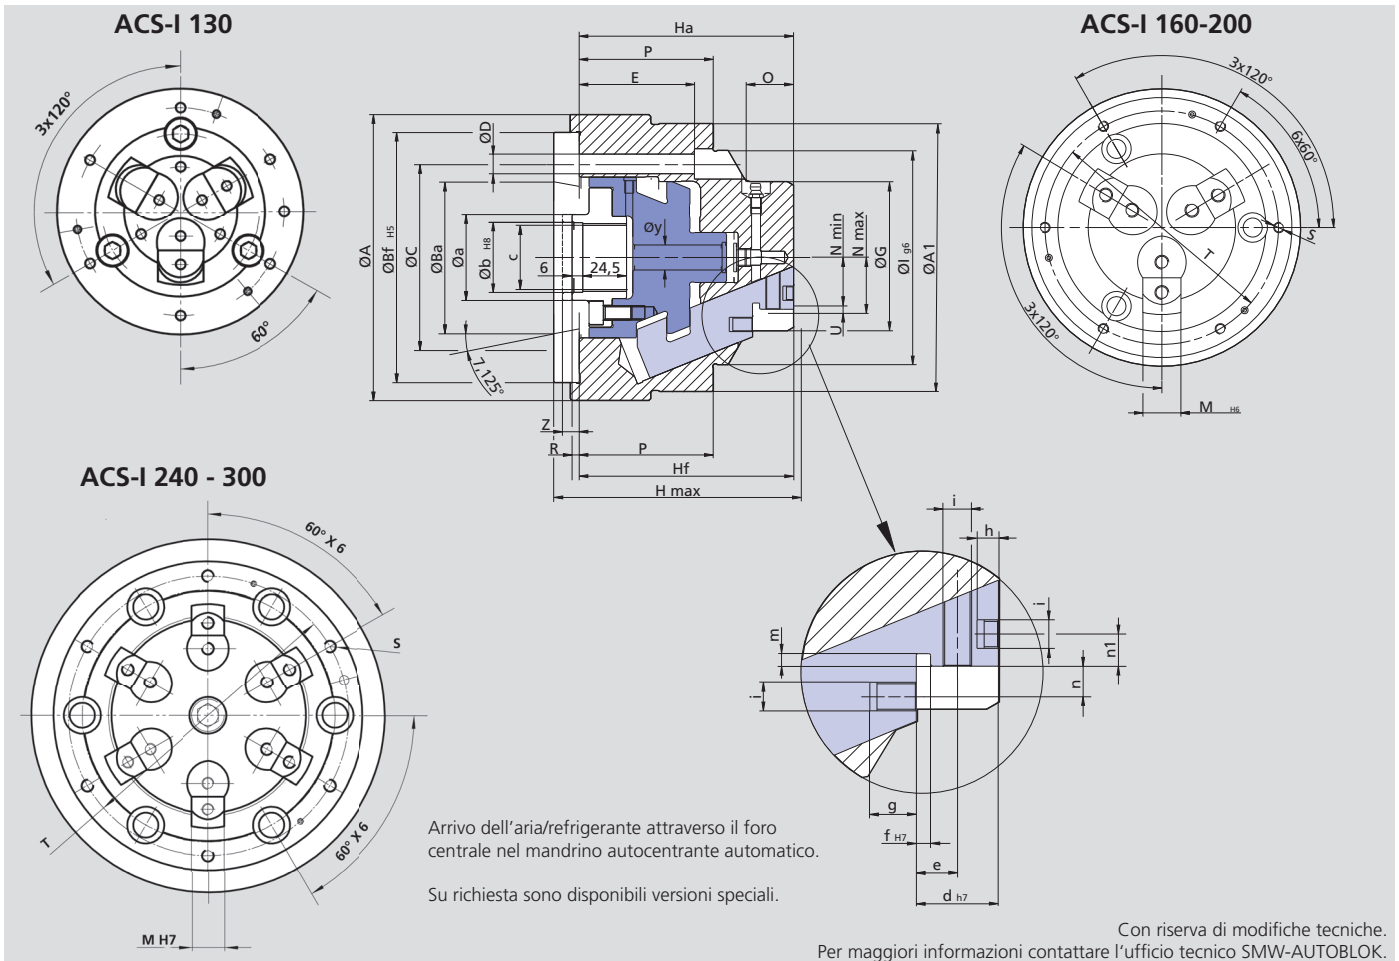 ACS-I 130
3x120°
60°
Ha
P
E
O
ØA
ØBf H5
ØC
ØBa
Øa
Øb H8
c
ØD
6
24,5
Øy
7,125°
N min
N max
U
ØG
ØI g6
ØA1
Z
R
P
Hf
H max
ACS-I 160-200
3x120°
6x60°
S
T
3x120°
M H6
ACS-I 240 - 300
60° X 6
S
T
60° X 6
M H7
i
h
i
m
n1
n
i
g
f H7
e
d h7
Arrivo dell’aria/refrigerante attraverso il foro
centrale nel mandrino autocentrante automatico.
Su richiesta sono disponibili versioni speciali.
Con riserva di modifiche tecniche.
Per maggiori informazioni contattare l‘ufficio tecnico SMW-AUTOBLOK.